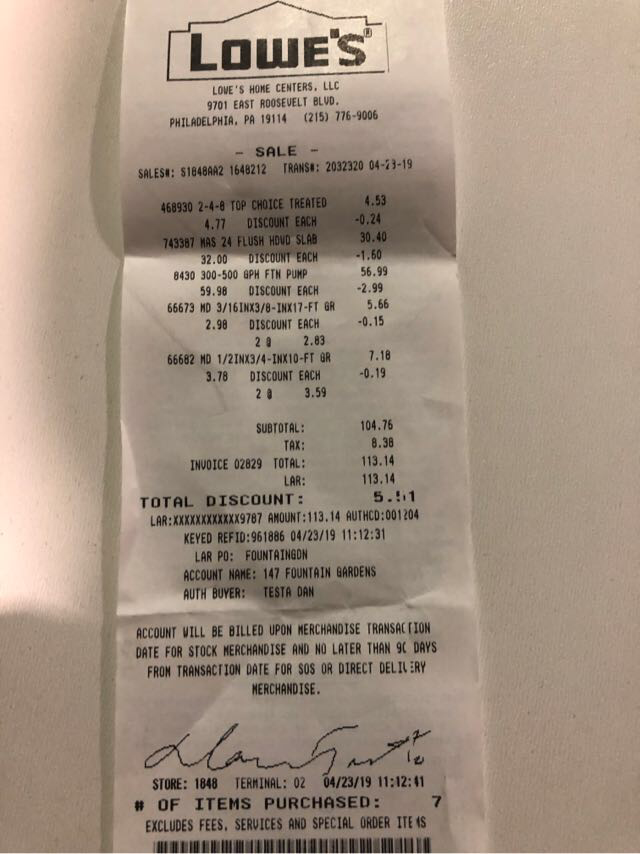 LOWE'S®
LOWE'S HOME CENTERS, LLC
9701 EAST ROOSEVELT BLVD.
PHILADELPHIA, PA 19114 (215) 776-9006
- SALE -
SALES#: S1848AA2 1648212 TRANS#: 2032320 04-23-19
468930 2-4-8 TOP CHOICE TREATED 4.53
4.77 DISCOUNT EACH -0.24
743387 MAS 24 FLUSH HDWD SLAB 30.40
32.00 DISCOUNT EACH -1.60
8430 300-500 GPH FTN PUMP 56.99
59.98 DISCOUNT EACH -2.99
66673 MD 3/16INX3/8-INX17-FT GR 5.66
2.98 DISCOUNT EACH -0.15
2 @ 2.83
66682 MD 1/2INX3/4-INX10-FT GR 7.18
3.78 DISCOUNT EACH -0.19
2 @ 3.59
SUBTOTAL: 104.76
TAX: 8.38
INVOICE 02829 TOTAL: 113.14
LAR: 113.14
TOTAL DISCOUNT: 5.51
LAR:XXXXXXXXXXXX9787 AMOUNT:113.14 AUTHCD:001204
KEYED REFID:961886 04/23/19 11:12:31
LAR PO: FOUNTAINGDN
ACCOUNT NAME: 147 FOUNTAIN GARDENS
AUTH BUYER: TESTA DAN
ACCOUNT WILL BE BILLED UPON MERCHANDISE TRANSACTION
DATE FOR STOCK MERCHANDISE AND NO LATER THAN 90 DAYS
FROM TRANSACTION DATE FOR SOS OR DIRECT DELIVERY
MERCHANDISE.
STORE: 1848 TERMINAL: 02 04/23/19 11:12:41
# OF ITEMS PURCHASED: 7
EXCLUDES FEES, SERVICES AND SPECIAL ORDER ITEMS